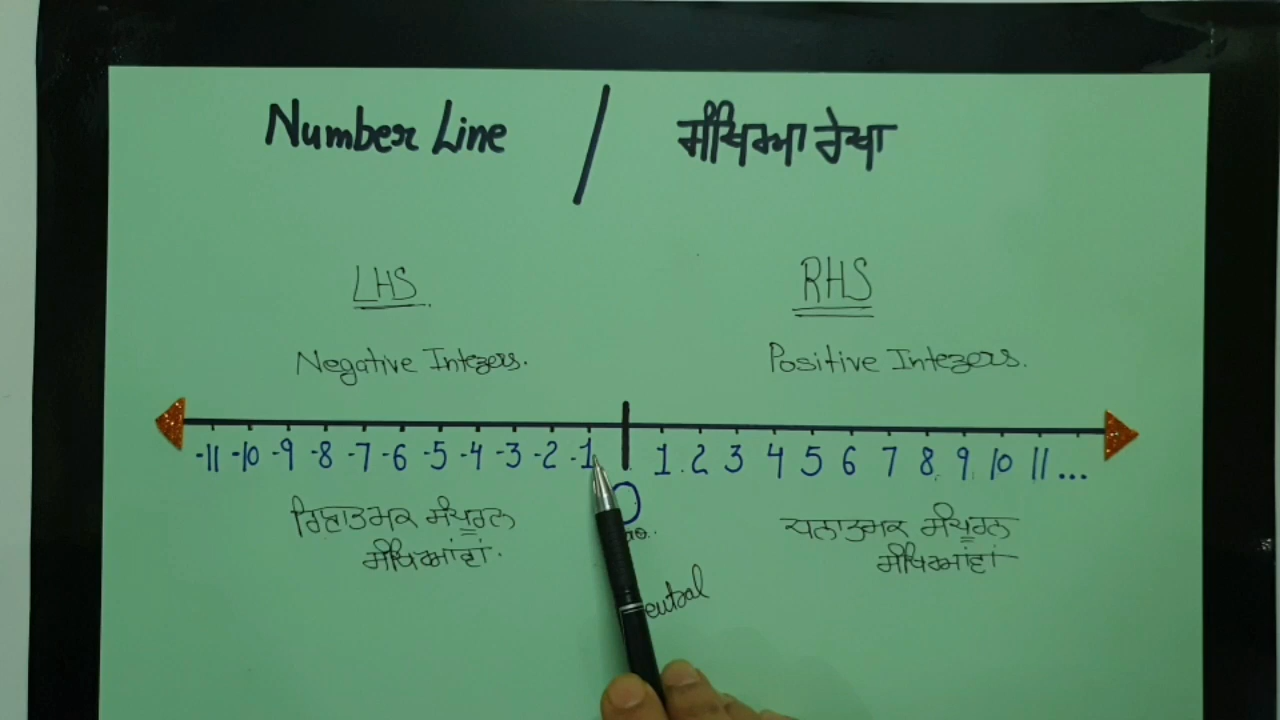 Number Line / ਸੰਖਿਆ ਰੇਖਾ
LHS
RHS
Negative Integers.
Positive Integers.
-11 -10 -9 -8 -7 -6 -5 -4 -3 -2 -1 1 2 3 4 5 6 7 8 9 10 11 ...
0
ਰਿਣਾਤਮਕ ਸੰਪੂਰਨ
ਸੰਖਿਆਵਾਂ
ਧਨਾਤਮਕ ਸੰਪੂਰਨ
ਸੰਖਿਆਵਾਂ